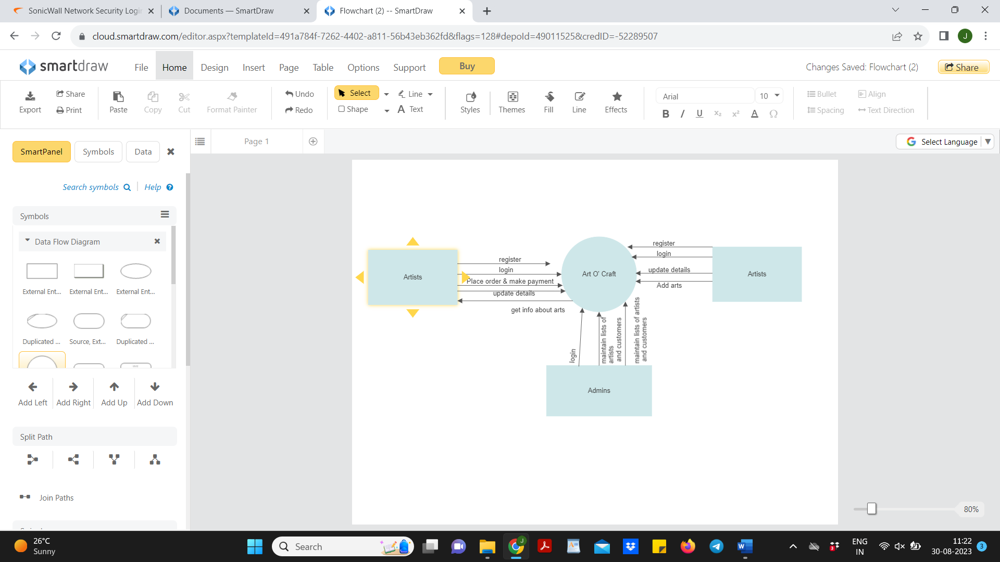 SonicWall Network Security Login
Documents — SmartDraw
Flowchart (2) -- SmartDraw
cloud.smartdraw.com/editor.aspx?templateId=491a784f-7262-4402-a811-56b43eb362fd&flags=128#depoId=49011525&credID=-52289507
J
smartdraw
File
Home
Design
Insert
Page
Table
Options
Support
Buy
Changes Saved: Flowchart (2)
Share
Export
Share
Print
Paste
Copy
Cut
Format Painter
Undo
Redo
Select
Shape
Line
A Text
Styles
Themes
Fill
Line
Effects
Arial
10
B I U x₂ x² A Ω
Bullet
Spacing
Align
Text Direction
SmartPanel
Symbols
Data
Page 1
Select Language
Search symbols
Help
Symbols
Data Flow Diagram
External Ent...
External Ent...
External Ent...
Duplicated ...
Source, Ext...
Duplicated ...
Add Left
Add Right
Add Up
Add Down
Split Path
Join Paths
Artists
register
login
Place order & make payment
update details
get info about arts
Art O' Craft
register
login
update details
Add arts
Artists
login
maintain lists of
artists
and customers
maintain lists of artists
and customers
Admins
80%
26°C
Sunny
Search
J
3
ENG
IN
11:22
30-08-2023
3